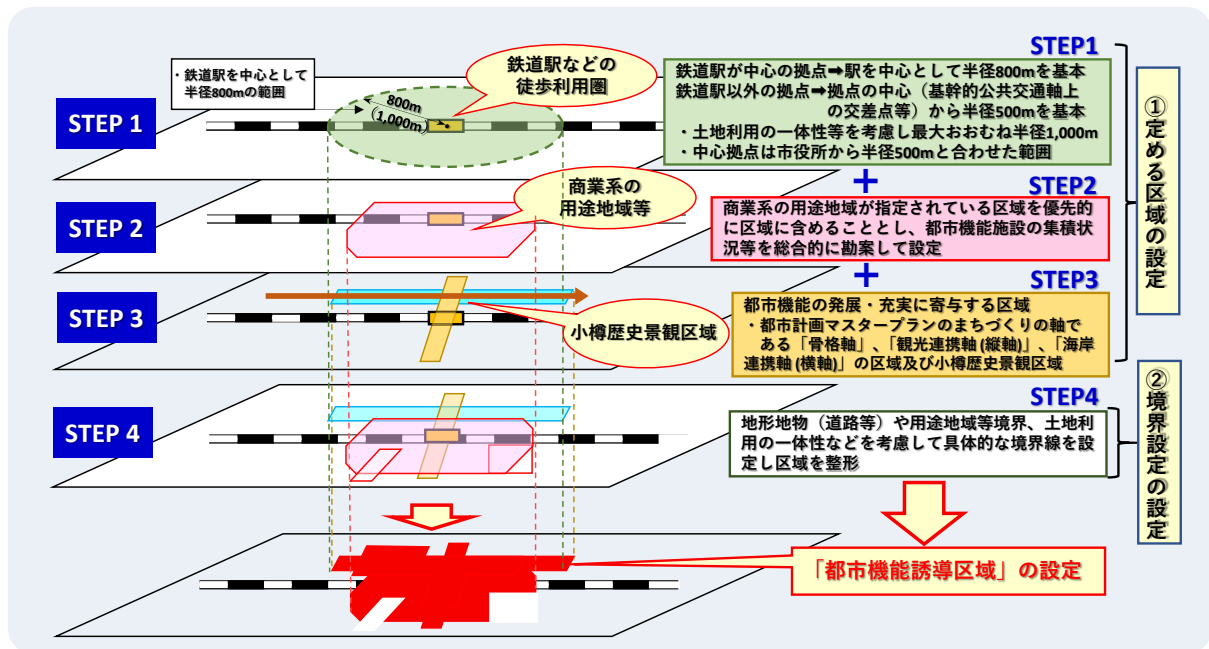 ・鉄道駅を中心として
半径800mの範囲
鉄道駅などの
徒歩利用圏
STEP 1
800m
(1,000m)
STEP1
鉄道駅が中心の拠点➡駅を中心として半径800mを基本
鉄道駅以外の拠点➡拠点の中心（基幹的公共交通軸上
の交差点等）から半径500mを基本
・土地利用の一体性等を考慮し最大おおむね半径1,000m
・中心拠点は市役所から半径500mと合わせた範囲
①定める区域の設定
+
STEP 2
商業系の
用途地域等
STEP2
商業系の用途地域が指定されている区域を優先的
に区域に含めることとし、都市機能施設の集積状
況等を総合的に勘案して設定
+
STEP 3
小樽歴史景観区域
STEP3
都市機能の発展・充実に寄与する区域
・都市計画マスタープランのまちづくりの軸で
ある「骨格軸」、「観光連携軸(縦軸)」、「海岸
連携軸(横軸)」の区域及び小樽歴史景観区域
STEP 4
STEP4
地形地物（道路等）や用途地域等境界、土地利
用の一体性などを考慮して具体的な境界線を設
定し区域を整形
②境界設定の設定
「都市機能誘導区域」の設定